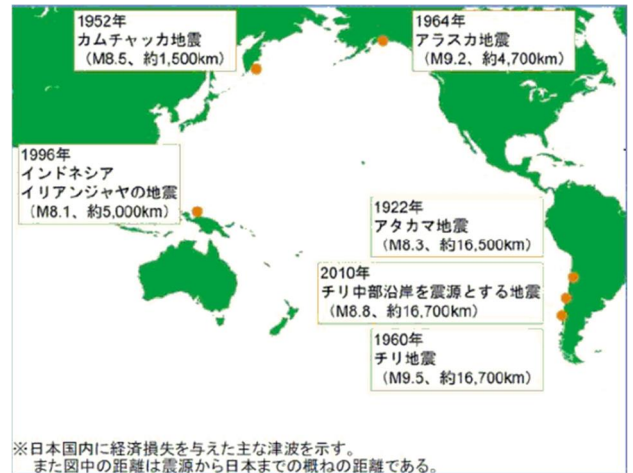 1952年
カムチャッカ地震
（M8.5、約1,500km）
1964年
アラスカ地震
（M9.2、約4,700km）
1996年
インドネシア
イリアンジャヤの地震
（M8.1、約5,000km）
1922年
アタカマ地震
（M8.3、約16,500km）
2010年
チリ中部沿岸を震源とする地震
（M8.8、約16,700km）
1960年
チリ地震
（M9.5、約16,700km）
※日本国内に経済損失を与えた主な津波を示す。
また図中の距離は震源から日本までの概ねの距離である。